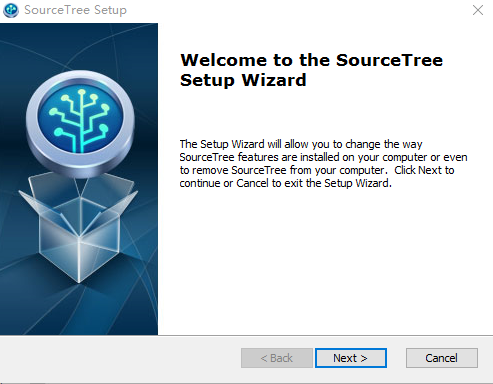 SourceTree Setup
Welcome to the SourceTree
Setup Wizard
The Setup Wizard will allow you to change the way
SourceTree features are installed on your computer or even
to remove SourceTree from your computer.  Click Next to
continue or Cancel to exit the Setup Wizard.
< Back
Next >
Cancel